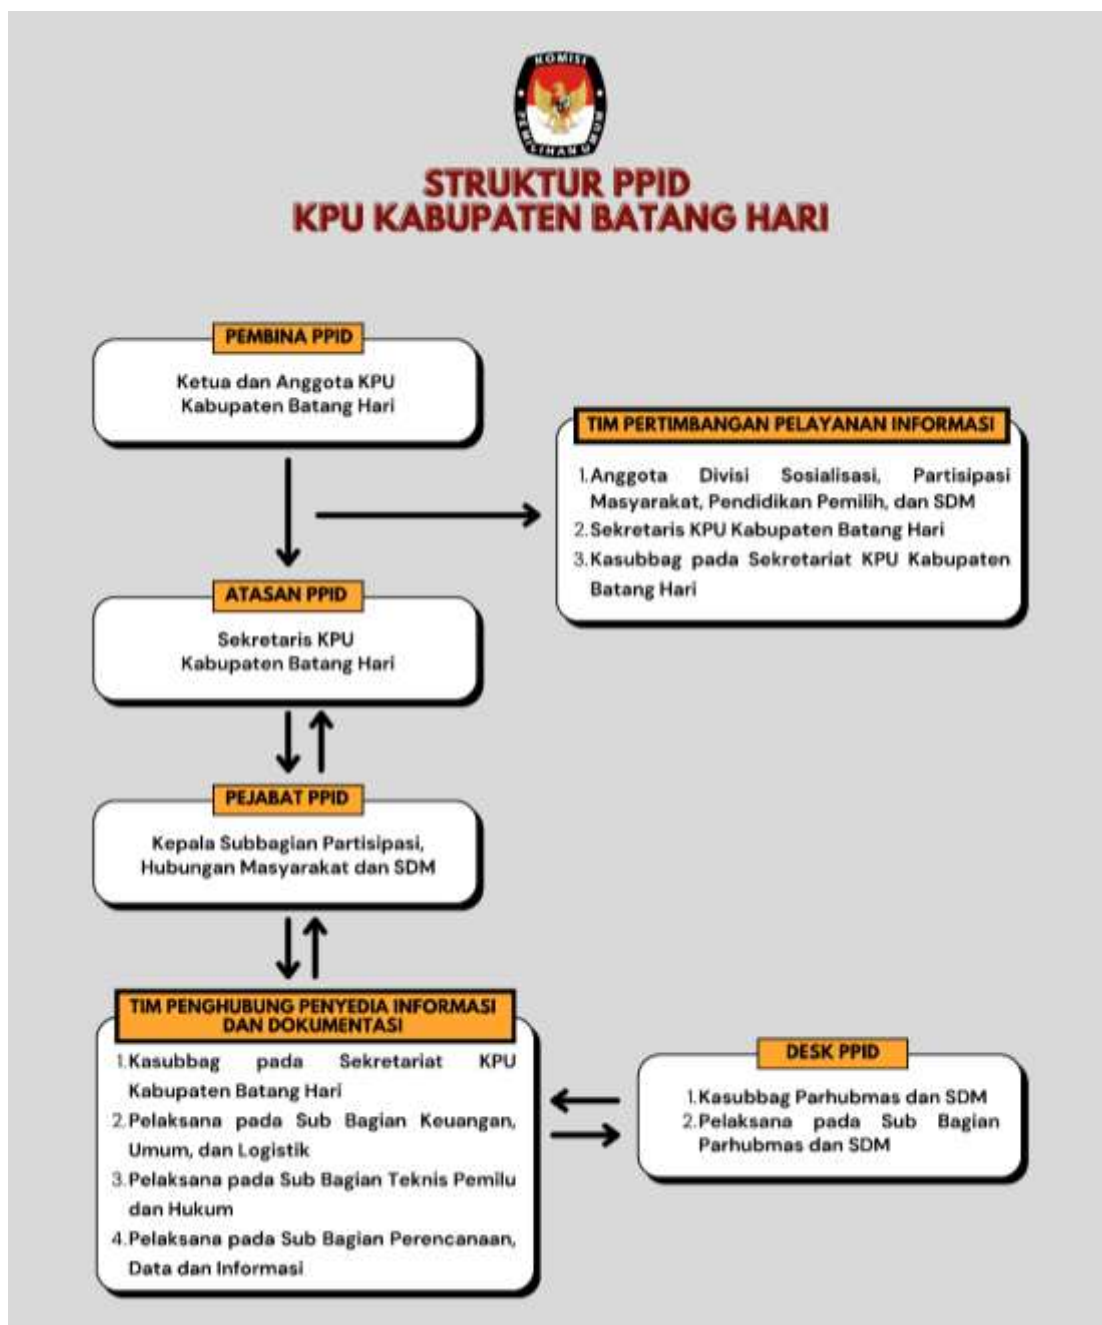 KOMISI
PEMILIHAN UMUM
STRUKTUR PPID
KPU KABUPATEN BATANG HARI
PEMBINA PPID
Ketua dan Anggota KPU
Kabupaten Batang Hari
TIM PERTIMBANGAN PELAYANAN INFORMASI
1.Anggota Divisi Sosialisasi, Partisipasi
Masyarakat, Pendidikan Pemilih, dan SDM
2.Sekretaris KPU Kabupaten Batang Hari
3.Kasubbag pada Sekretariat KPU Kabupaten
Batang Hari
ATASAN PPID
Sekretaris KPU
Kabupaten Batang Hari
PEJABAT PPID
Kepala Subbagian Partisipasi,
Hubungan Masyarakat dan SDM
TIM PENGHUBUNG PENYEDIA INFORMASI
DAN DOKUMENTASI
1.Kasubbag pada Sekretariat KPU
Kabupaten Batang Hari
2.Pelaksana pada Sub Bagian Keuangan,
Umum, dan Logistik
3.Pelaksana pada Sub Bagian Teknis Pemilu
dan Hukum
4.Pelaksana pada Sub Bagian Perencanaan,
Data dan Informasi
DESK PPID
1.Kasubbag Parhubmas dan SDM
2.Pelaksana pada Sub Bagian
Parhubmas dan SDM